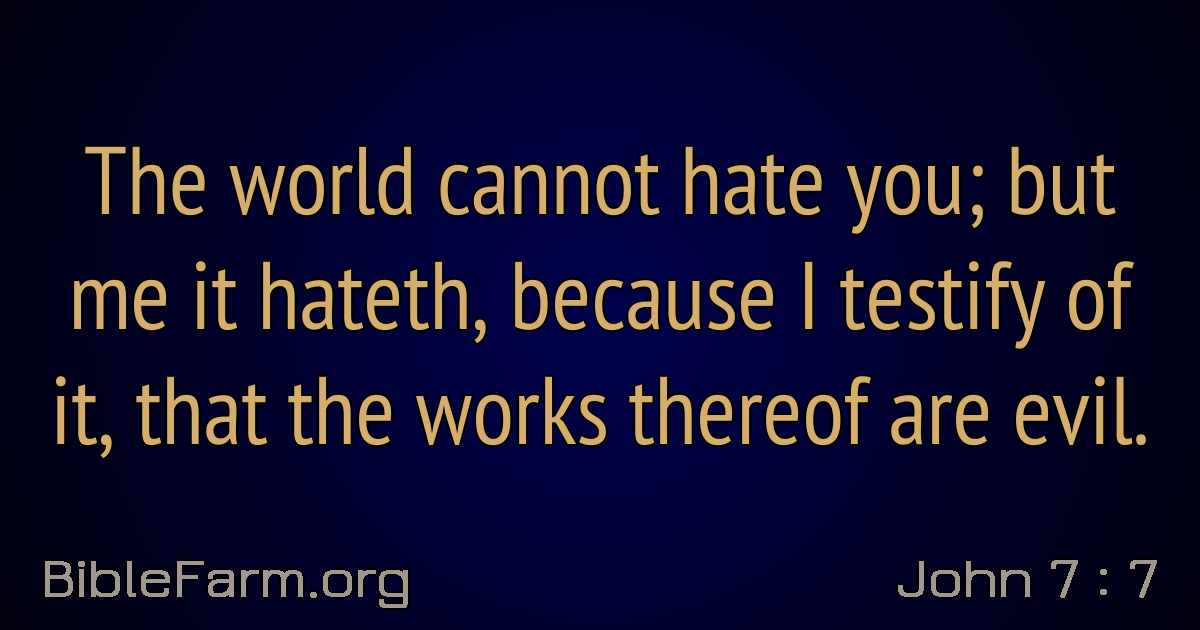 The world cannot hate you; but
me it hateth, because I testify of
it, that the works thereof are evil.
BibleFarm.org
John 7 : 7